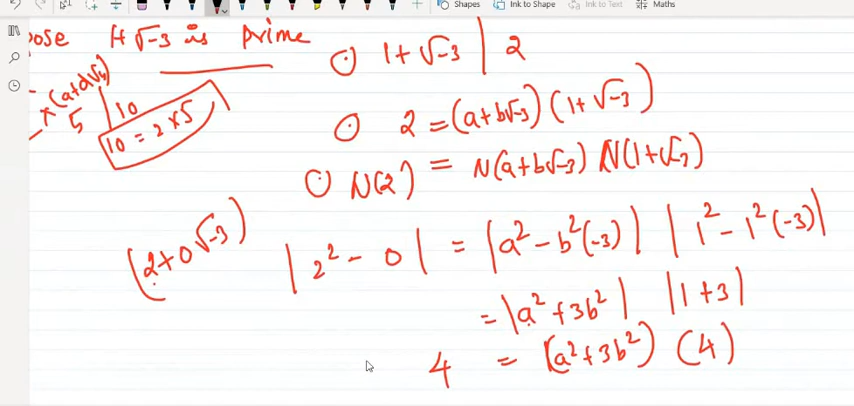 Shapes Ink to Shape Ink to Text Maths
pose 1+√-3 is prime
1+√-3 | 2
x (a+d√d)
5 | 10
10 = 2×5
2 = (a+b√-3) (1+√-3)
N(2) = N(a+b√-3) N(1+√-3)
(2+0√-3)
|2² - 0| = |a² - b²(-3)| |1² - 1²(-3)|
= |a² + 3b²| |1+3|
4 = (a²+3b²) (4)